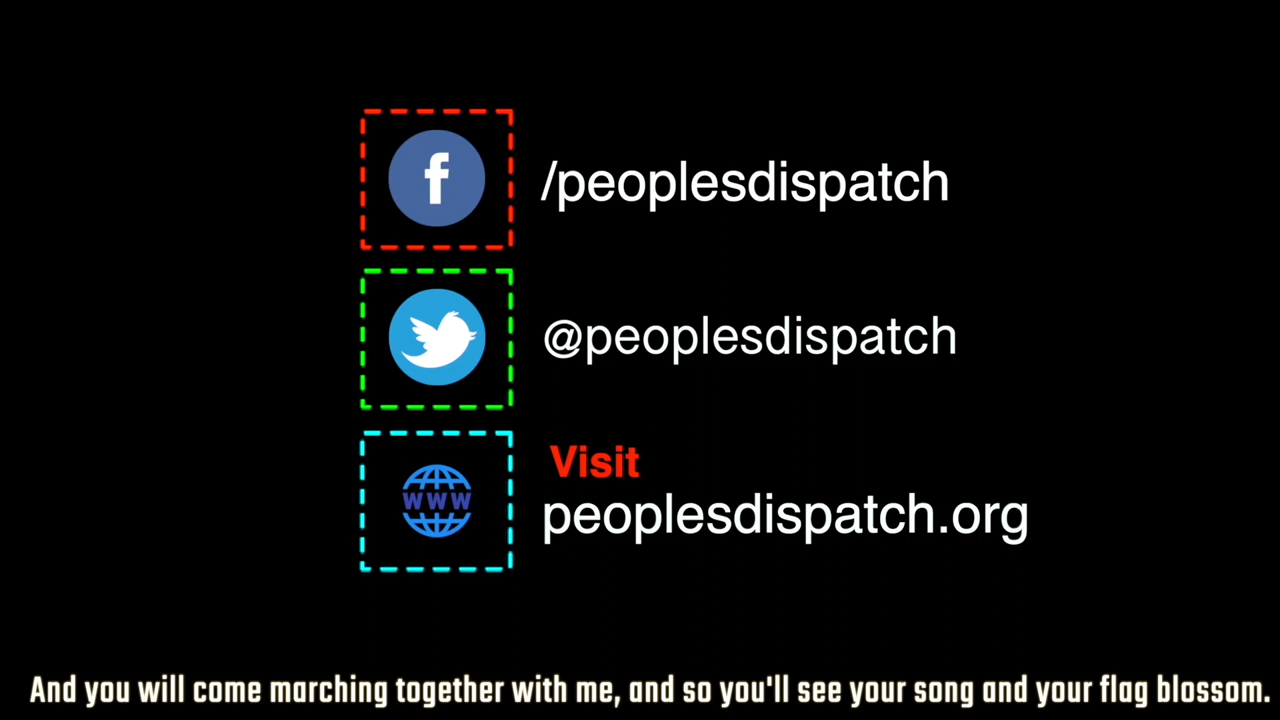 f
/peoplesdispatch
@peoplesdispatch
Visit
www
peoplesdispatch.org
And you will come marching together with me, and so you'll see your song and your flag blossom.